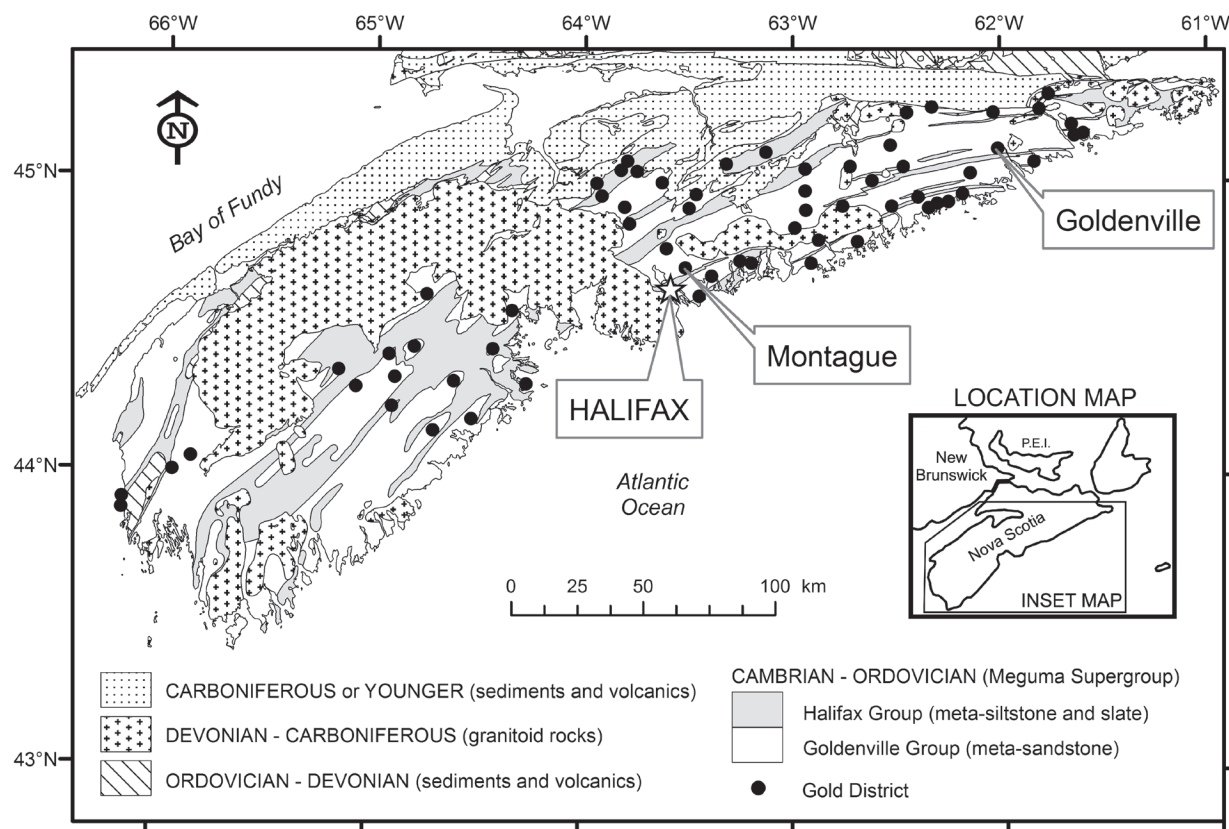 66°W
65°W
64°W
63°W
62°W
61°W
N
45°N
Bay of Fundy
Goldenville
Montague
HALIFAX
44°N
Atlantic
Ocean
LOCATION MAP
P.E.I.
New
Brunswick
Nova Scotia
INSET MAP
0 25 50 100 km
43°N
CARBONIFEROUS or YOUNGER (sediments and volcanics)
DEVONIAN - CARBONIFEROUS (granitoid rocks)
ORDOVICIAN - DEVONIAN (sediments and volcanics)
CAMBRIAN - ORDOVICIAN (Meguma Supergroup)
Halifax Group (meta-siltstone and slate)
Goldenville Group (meta-sandstone)
Gold District